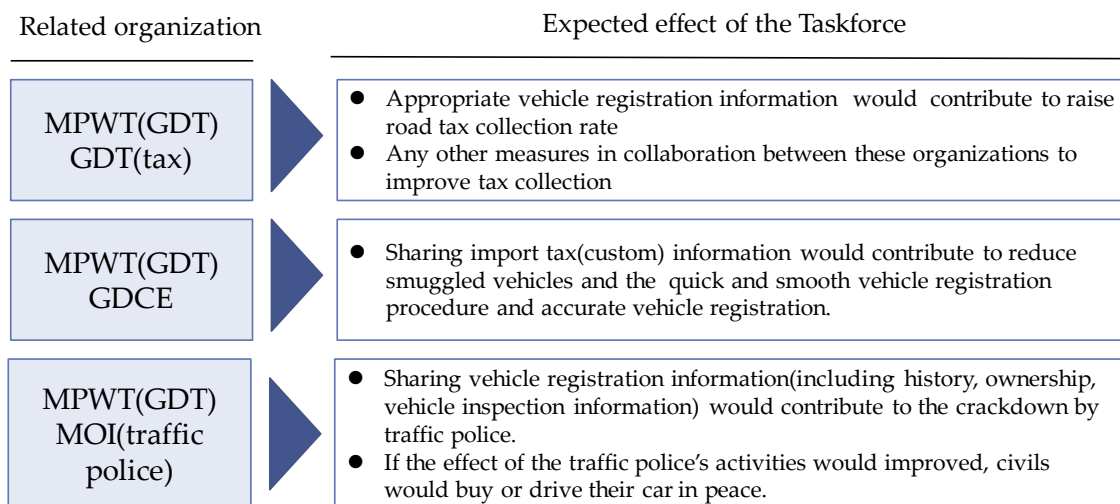 Related organization
Expected effect of the Taskforce
MPWT(GDT)
GDT(tax)
● Appropriate vehicle registration information would contribute to raise
road tax collection rate
● Any other measures in collaboration between these organizations to
improve tax collection
MPWT(GDT)
GDCE
● Sharing import tax(custom) information would contribute to reduce
smuggled vehicles and the quick and smooth vehicle registration
procedure and accurate vehicle registration.
MPWT(GDT)
MOI(traffic
police)
● Sharing vehicle registration information(including history, ownership,
vehicle inspection information) would contribute to the crackdown by
traffic police.
● If the effect of the traffic police's activities would improved, civils
would buy or drive their car in peace.